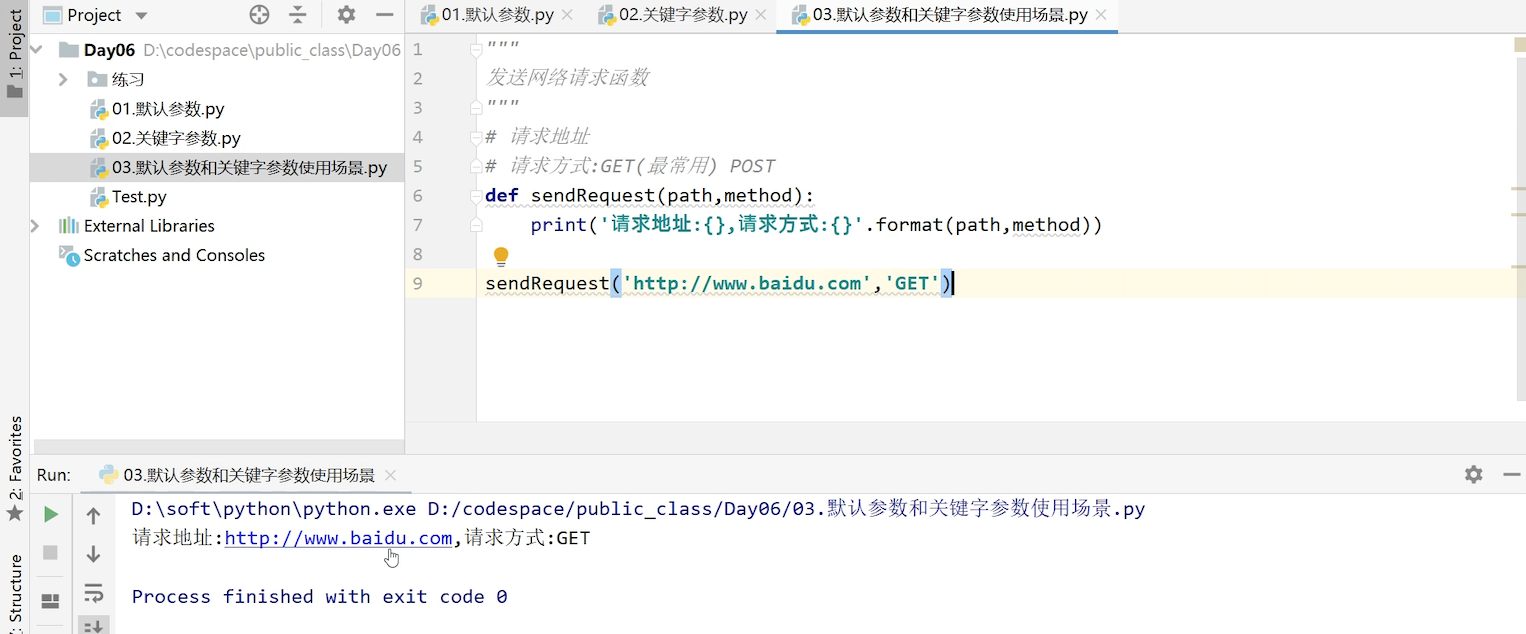 Project
01.默认参数.py
02.关键字参数.py
03.默认参数和关键字参数使用场景.py
1: Project
Day06 D:\codespace\public_class\Day06
练习
01.默认参数.py
02.关键字参数.py
03.默认参数和关键字参数使用场景.py
Test.py
External Libraries
Scratches and Consoles
1 """
2 发送网络请求函数
3 """
4 # 请求地址
5 # 请求方式:GET(最常用) POST
6 def sendRequest(path,method):
7 print('请求地址:{},请求方式:{}'.format(path,method))
8
9 sendRequest('http://www.baidu.com','GET')
2: Favorites
Structure
Run: 03.默认参数和关键字参数使用场景
D:\soft\python\python.exe D:/codespace/public_class/Day06/03.默认参数和关键字参数使用场景.py
请求地址:http://www.baidu.com,请求方式:GET
Process finished with exit code 0